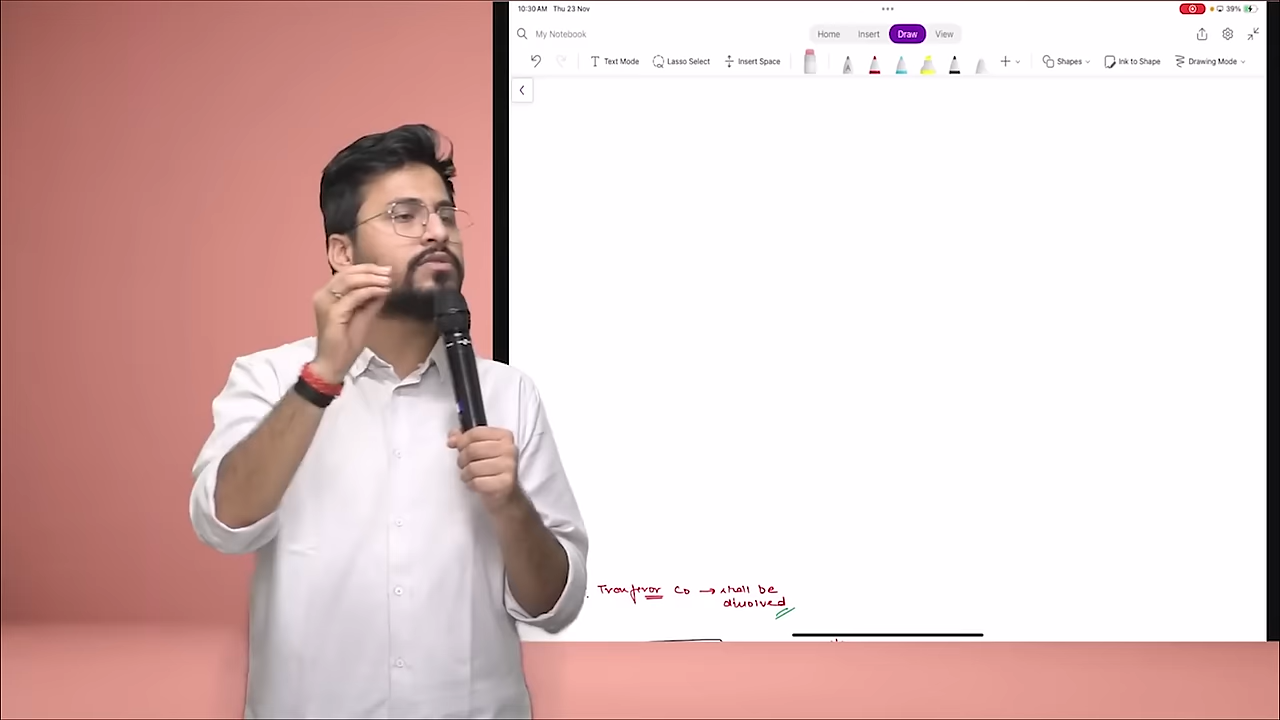 10:30 AM Thu 23 Nov
39%
My Notebook
Home Insert Draw View
Text Mode Lasso Select Insert Space Shapes Ink to Shape Drawing Mode
Transferor Co → shall be
dissolved